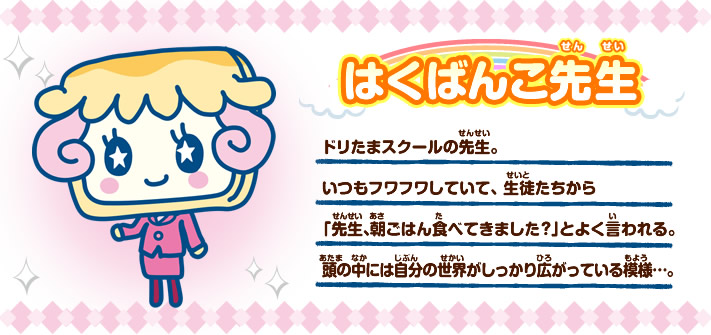 はくばんこ先生
ドリたまスクールの先生。
いつもフワフワしていて、生徒たちから
「先生、朝ごはん食べてきました?」とよく言われる。
頭の中には自分の世界がしっかり広がっている模様…。